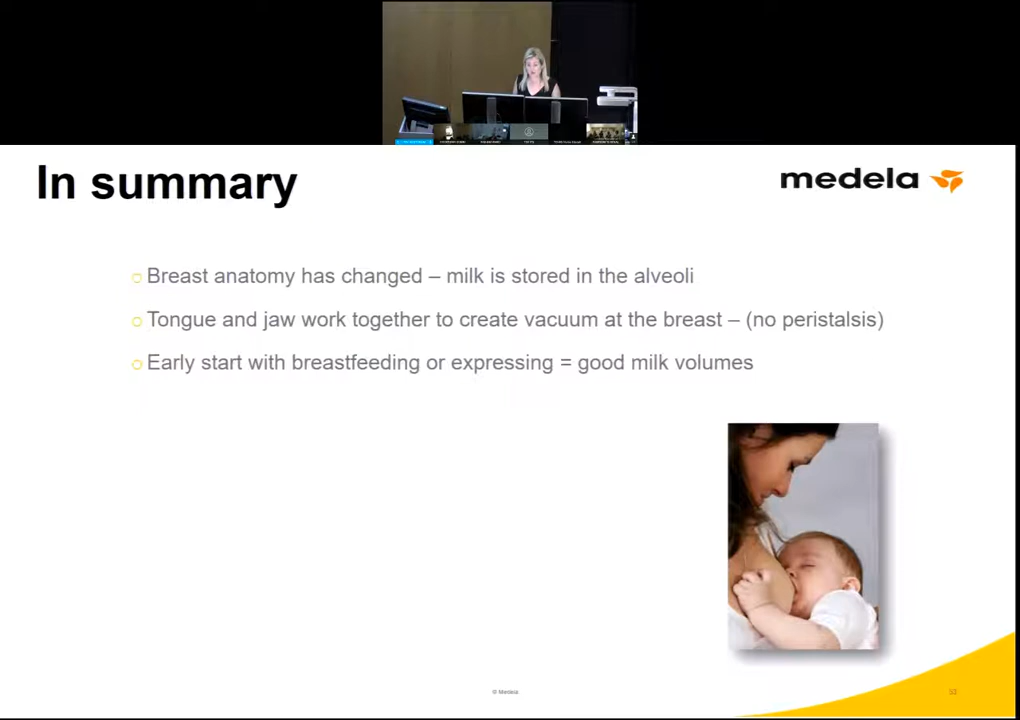 In summary
medela
Breast anatomy has changed – milk is stored in the alveoli
Tongue and jaw work together to create vacuum at the breast – (no peristalsis)
Early start with breastfeeding or expressing = good milk volumes
© Medela